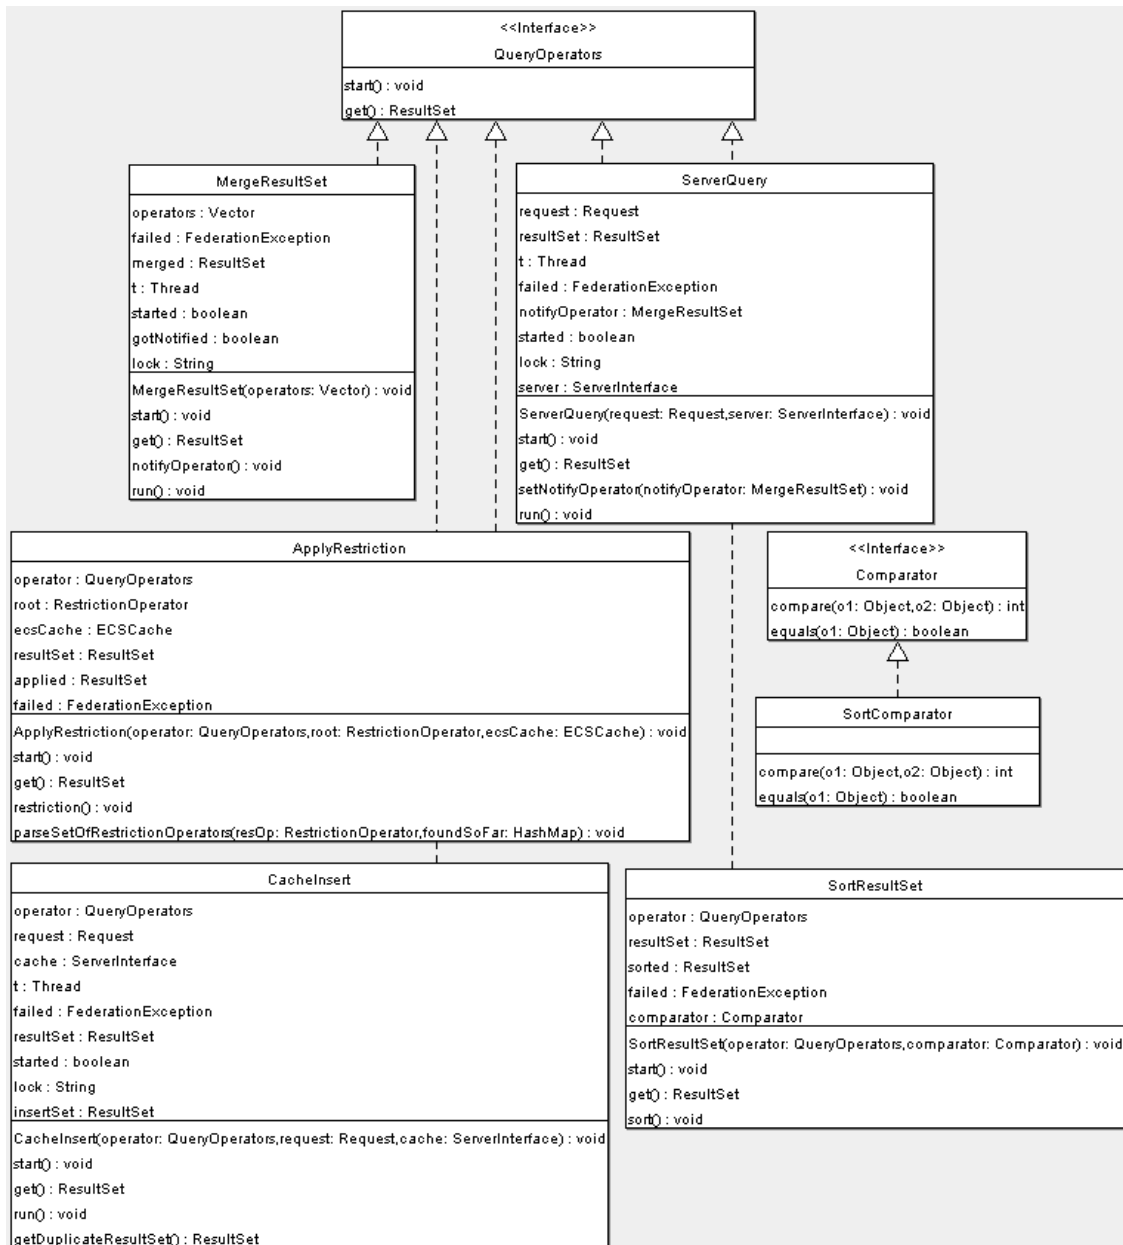 <<Interface>>
QueryOperators
start() : void
get() : ResultSet
MergeResultSet
operators : Vector
failed : FederationException
merged : ResultSet
t : Thread
started : boolean
gotNotified : boolean
lock : String
MergeResultSet(operators: Vector) : void
start() : void
get() : ResultSet
notifyOperator() : void
run() : void
ServerQuery
request : Request
resultSet : ResultSet
t : Thread
failed : FederationException
notifyOperator : MergeResultSet
started : boolean
lock : String
server : ServerInterface
ServerQuery(request: Request,server: ServerInterface) : void
start() : void
get() : ResultSet
setNotifyOperator(notifyOperator: MergeResultSet) : void
run() : void
ApplyRestriction
operator : QueryOperators
root : RestrictionOperator
ecsCache : ECSCache
resultSet : ResultSet
applied : ResultSet
failed : FederationException
ApplyRestriction(operator: QueryOperators,root: RestrictionOperator,ecsCache: ECSCache) : void
start() : void
get() : ResultSet
restriction() : void
parseSetOfRestrictionOperators(resOp: RestrictionOperator,foundSoFar: HashMap) : void
<<Interface>>
Comparator
compare(o1: Object,o2: Object) : int
equals(o1: Object) : boolean
SortComparator
compare(o1: Object,o2: Object) : int
equals(o1: Object) : boolean
CacheInsert
operator : QueryOperators
request : Request
cache : ServerInterface
t : Thread
failed : FederationException
resultSet : ResultSet
started : boolean
lock : String
insertSet : ResultSet
CacheInsert(operator: QueryOperators,request: Request,cache: ServerInterface) : void
start() : void
get() : ResultSet
run() : void
getDuplicateResultSet() : ResultSet
SortResultSet
operator : QueryOperators
resultSet : ResultSet
sorted : ResultSet
failed : FederationException
comparator : Comparator
SortResultSet(operator: QueryOperators,comparator: Comparator) : void
start() : void
get() : ResultSet
sort() : void